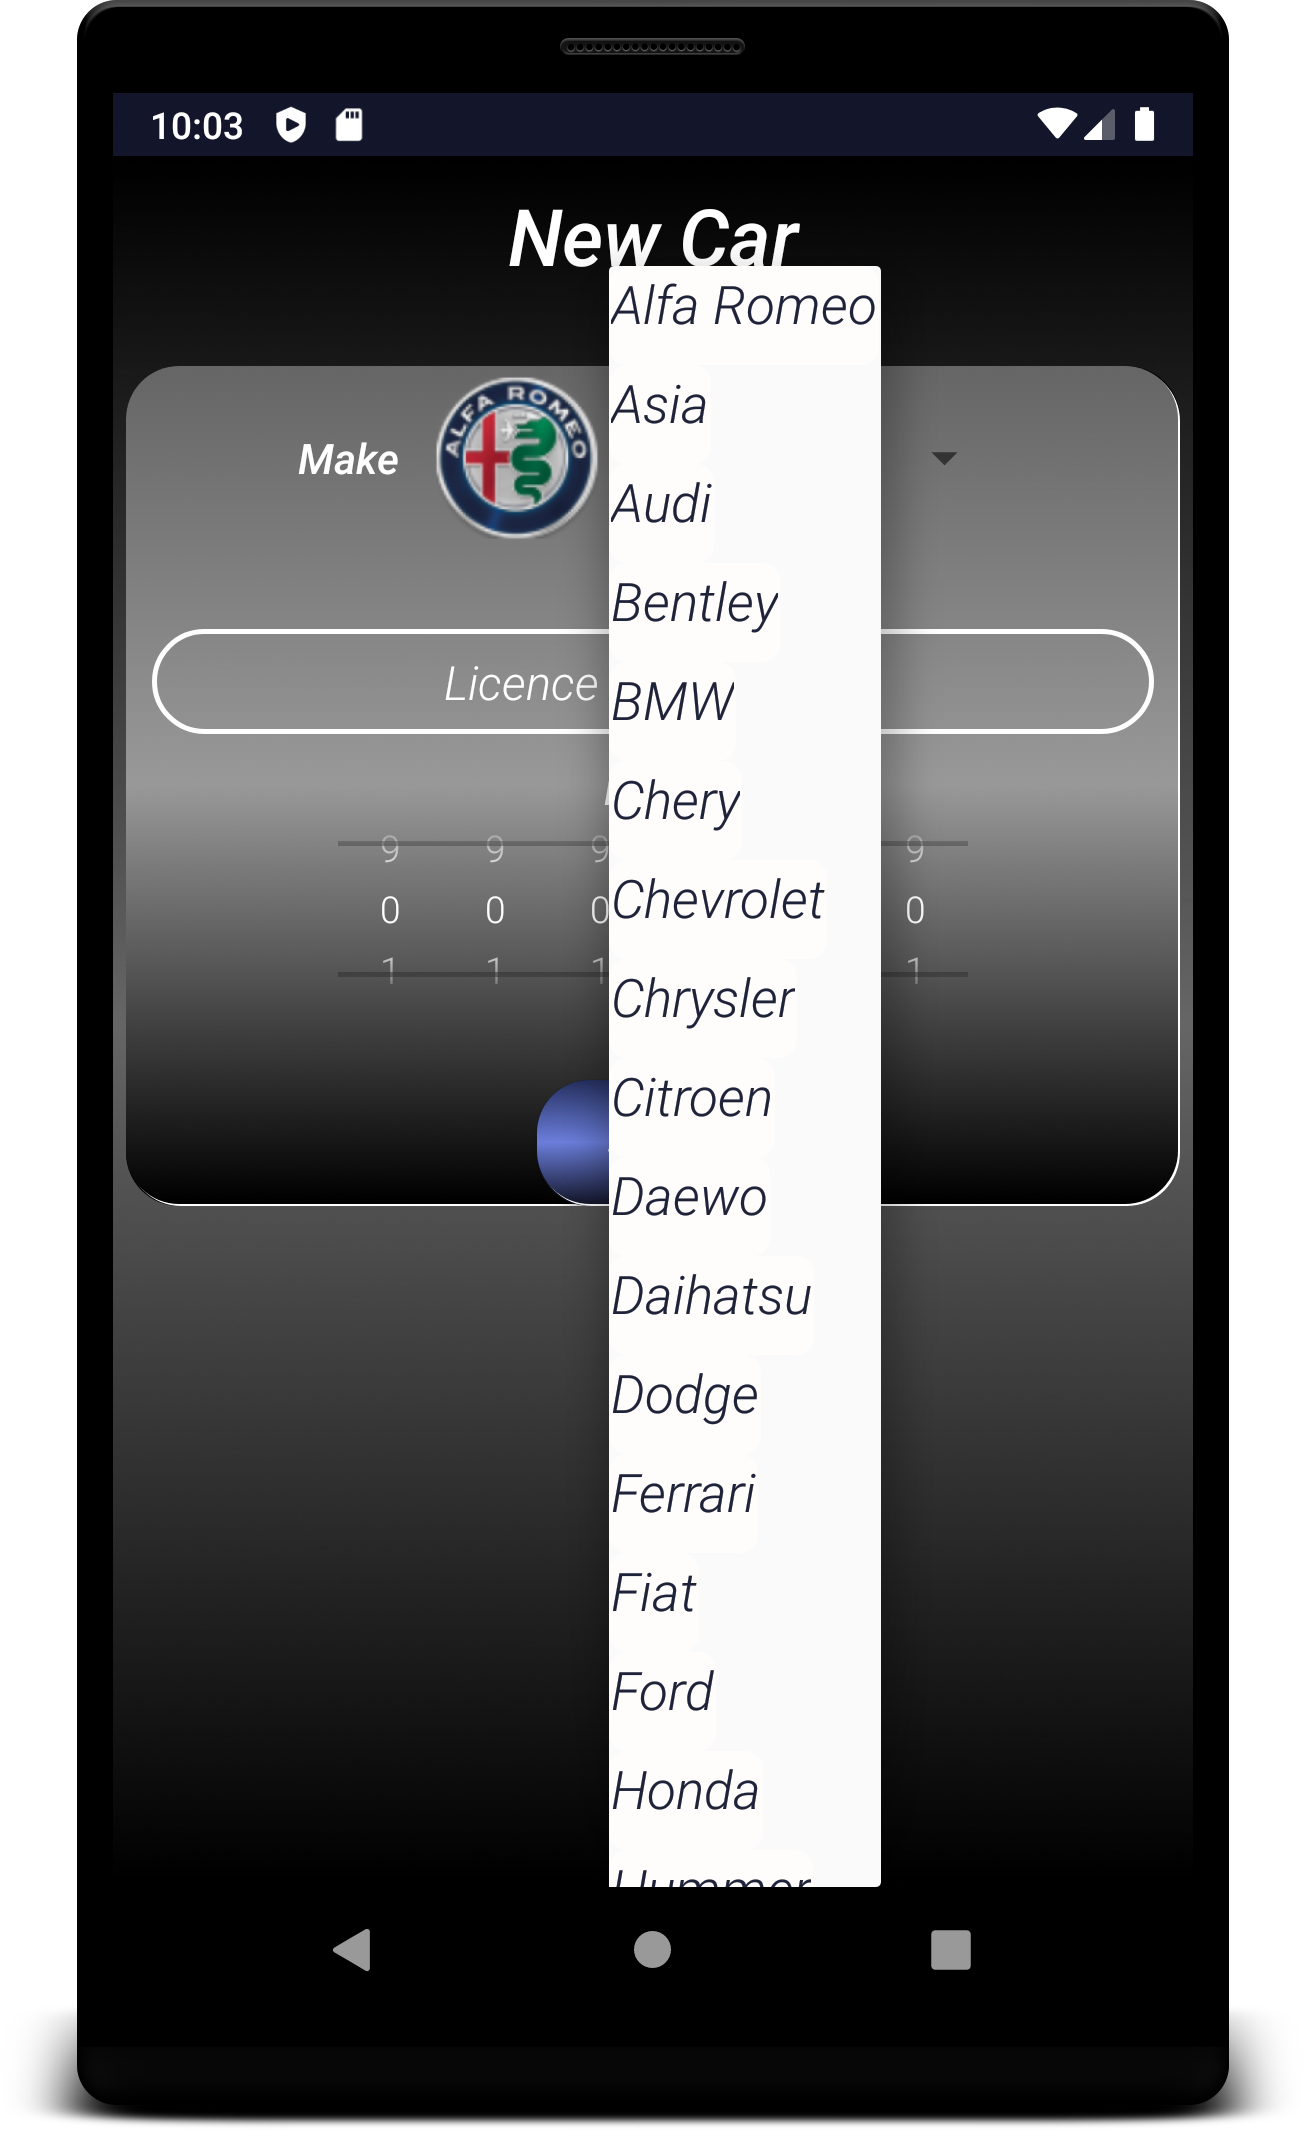 10:03
New Car
Alfa Romeo
Make
ALFA ROMEO
Asia
Audi
Bentley
Licence
BMW
Chery
9 9 9 9
Chevrolet
0 0 0 0
1 1 1 1
Chrysler
Citroen
Daewo
Daihatsu
Dodge
Ferrari
Fiat
Ford
Honda
Hummer